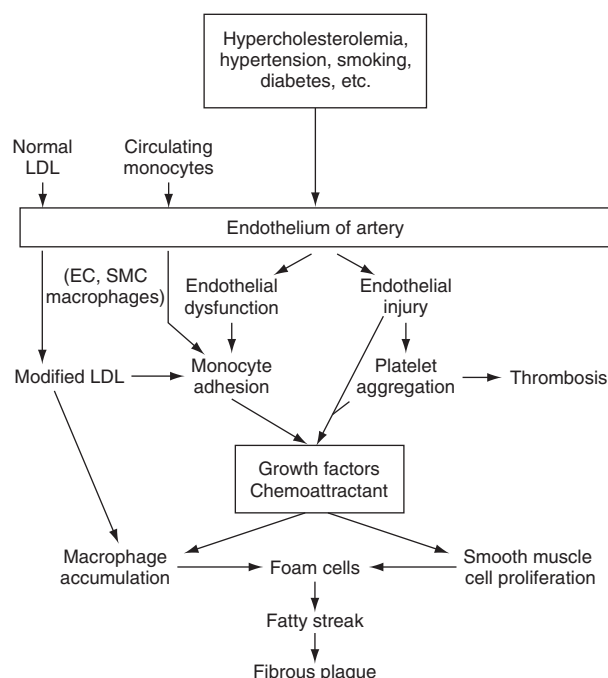 Hypercholesterolemia,
hypertension, smoking,
diabetes, etc.
Normal
LDL
Circulating
monocytes
Endothelium of artery
(EC, SMC
macrophages)
Endothelial
dysfunction
Endothelial
injury
Modified LDL
Monocyte
adhesion
Platelet
aggregation
Thrombosis
Growth factors
Chemoattractant
Macrophage
accumulation
Foam cells
Smooth muscle
cell proliferation
Fatty streak
Fibrous plaque